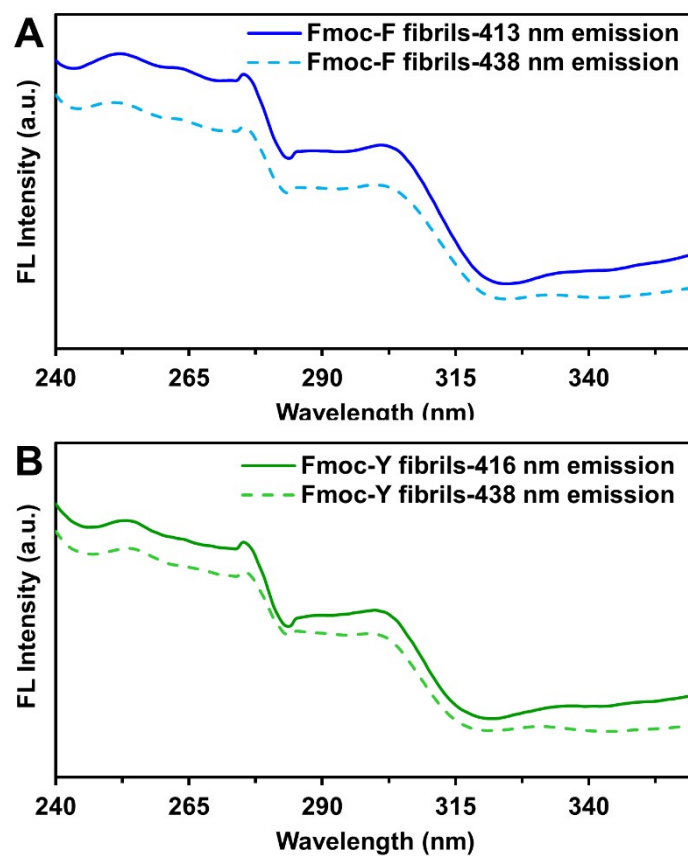 A
Fmoc-F fibrils-413 nm emission
Fmoc-F fibrils-438 nm emission
FL Intensity (a.u.)
240 265 290 315 340
Wavelength (nm)
B
Fmoc-Y fibrils-416 nm emission
Fmoc-Y fibrils-438 nm emission
FL Intensity (a.u.)
240 265 290 315 340
Wavelength (nm)